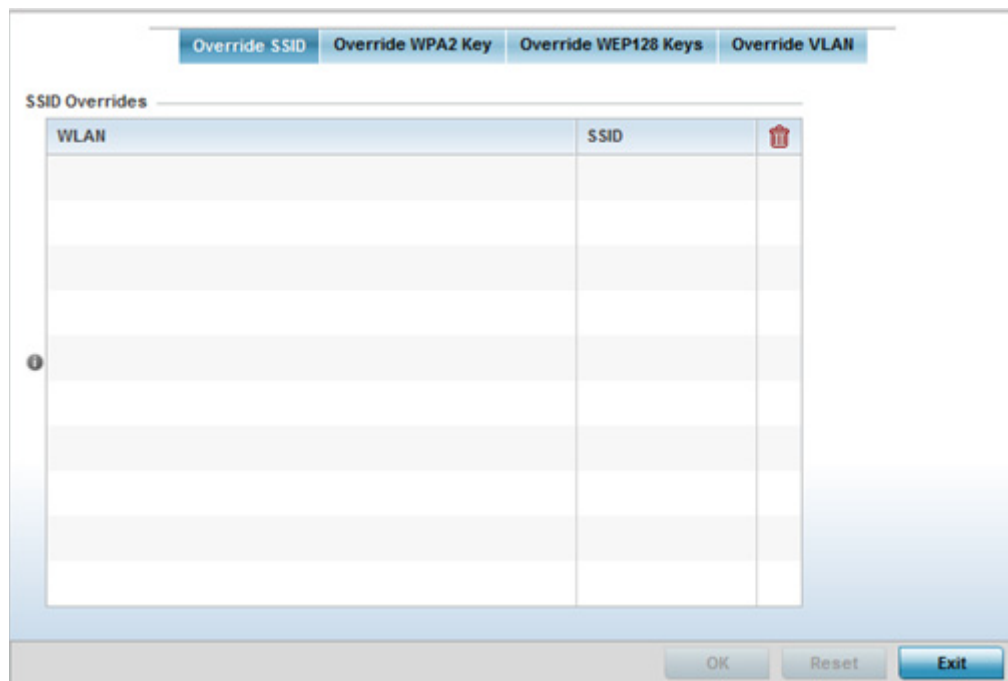 Override SSID Override WPA2 Key Override WEP128 Keys Override VLAN
SSID Overrides
WLAN SSID
OK Reset Exit